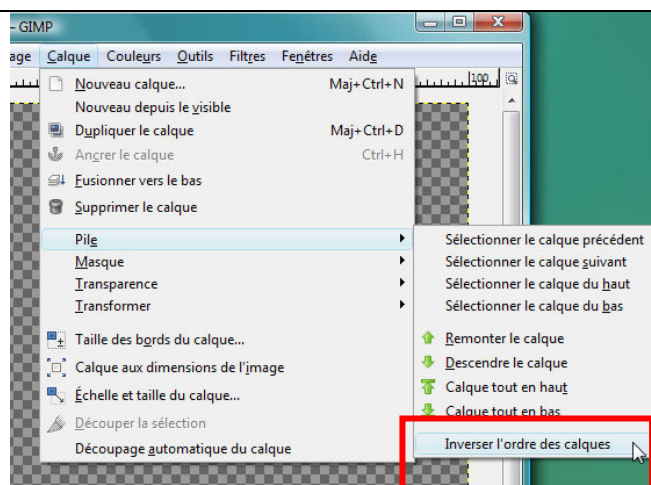 - GIMP
age Calque Couleurs Outils Filtres Fenêtres Aide
100
Nouveau calque... Maj+Ctrl+N
Nouveau depuis le visible
Dupliquer le calque Maj+Ctrl+D
Ancrer le calque Ctrl+H
Fusionner vers le bas
Supprimer le calque
Pile
Masque
Transparence
Transformer
Taille des bords du calque...
Calque aux dimensions de l'image
Échelle et taille du calque...
Découper la sélection
Découpage automatique du calque
Sélectionner le calque précédent
Sélectionner le calque suivant
Sélectionner le calque du haut
Sélectionner le calque du bas
Remonter le calque
Descendre le calque
Calque tout en haut
Calque tout en bas
Inverser l'ordre des calques